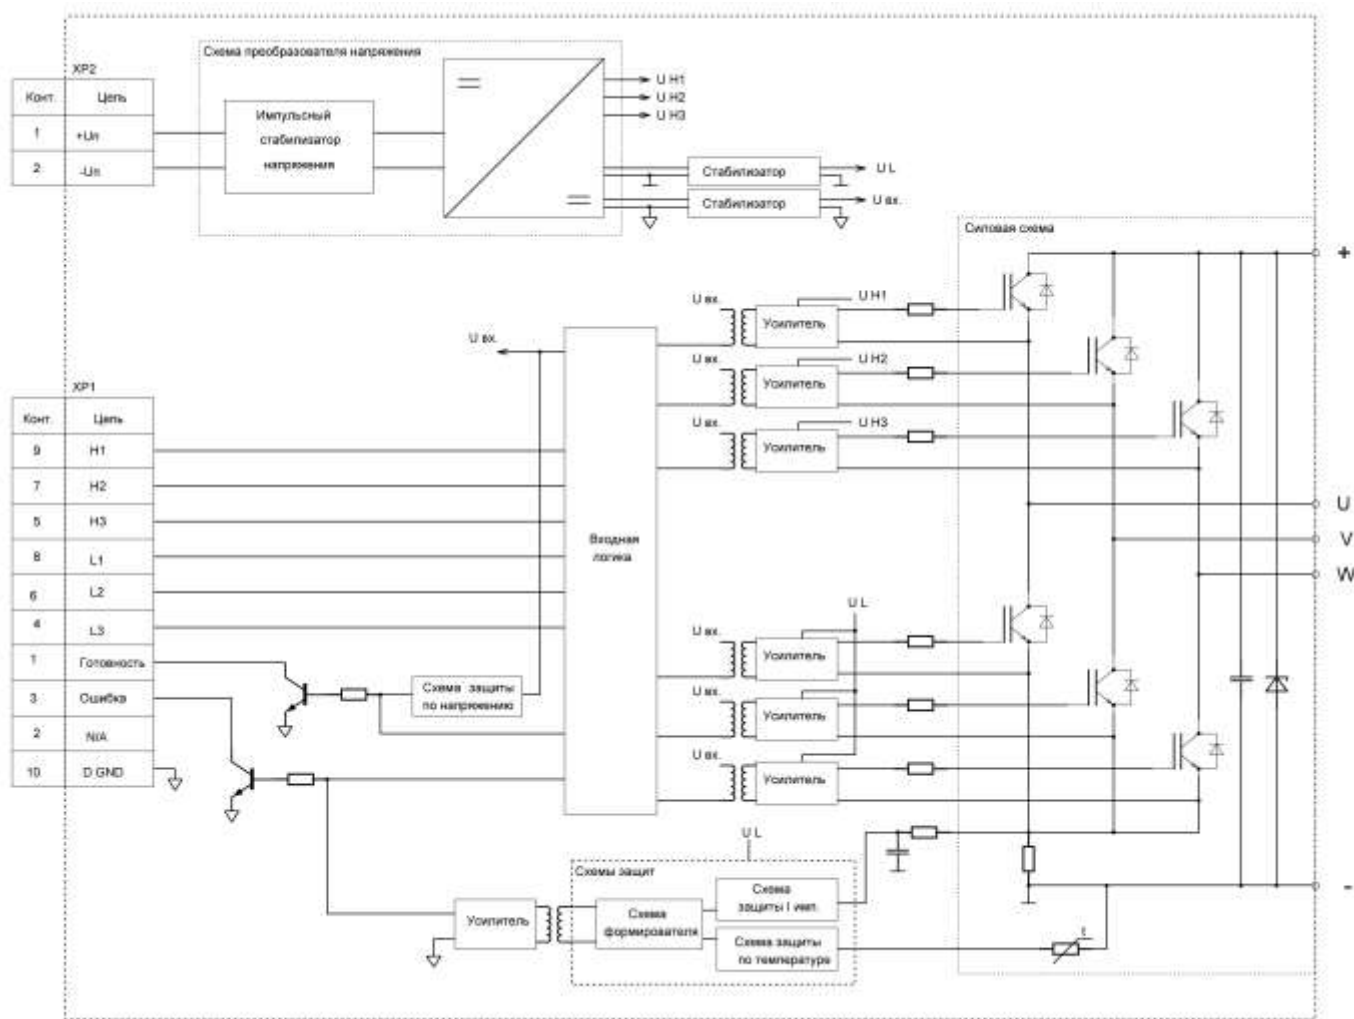 Схема преобразователя напряжения
XP2
Конт. Цепь
1 +Uп
2 -Uп
Импульсный
стабилизатор
напряжения
U H1
U H2
U H3
Стабилизатор
U L
Стабилизатор
U вх.
Силовая схема
+
U вх.
Усилитель
U H1
U вх.
Усилитель
U H2
U вх.
Усилитель
U H3
U вх.
XP1
Конт. Цепь
9 H1
7 H2
5 H3
8 L1
6 L2
4 L3
1 Готовность
3 Ошибка
2 N/A
10 D GND
Входная
логика
U
V
W
U L
U вх.
Усилитель
U вх.
Усилитель
U вх.
Усилитель
Схема защиты
по напряжению
U L
Схемы защит
Усилитель
Схема
формирователя
Схема
защиты I имп.
Схема защиты
по температуре
t
-